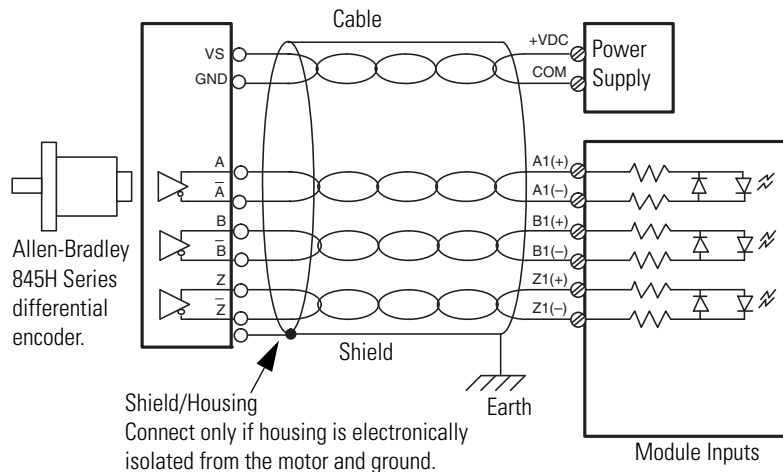 Cable
VS
GND
+VDC
COM
Power
Supply
A
A̅
B
B̅
Z
Z̅
A1(+)
A1(–)
B1(+)
B1(–)
Z1(+)
Z1(–)
Allen-Bradley
845H Series
differential
encoder.
Shield
Earth
Shield/Housing
Connect only if housing is electronically
isolated from the motor and ground.
Module Inputs